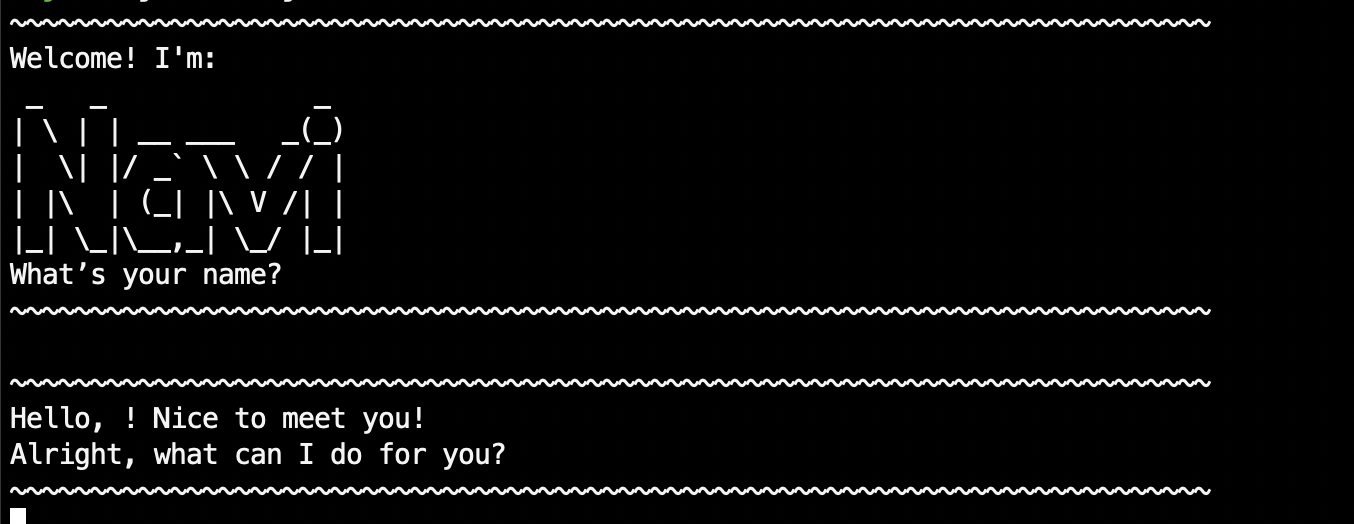 ~~~~~~~~~~~~~~~~~~~~~~~~~~~~~~~~~~~~~~~~~~~~~~~~~~~~~~~~~~~~~~~~~~~~~~~~~~~
Welcome! I'm:
 _   _             _
| \ | | __ ___   _(_)
|  \| |/ _` \ \ / / |
| |\  | (_| |\ V /| |
|_| \_|\__,_| \_/ |_|
What’s your name?
~~~~~~~~~~~~~~~~~~~~~~~~~~~~~~~~~~~~~~~~~~~~~~~~~~~~~~~~~~~~~~~~~~~~~~~~~~~
~~~~~~~~~~~~~~~~~~~~~~~~~~~~~~~~~~~~~~~~~~~~~~~~~~~~~~~~~~~~~~~~~~~~~~~~~~~
Hello, ! Nice to meet you!
Alright, what can I do for you?
~~~~~~~~~~~~~~~~~~~~~~~~~~~~~~~~~~~~~~~~~~~~~~~~~~~~~~~~~~~~~~~~~~~~~~~~~~~